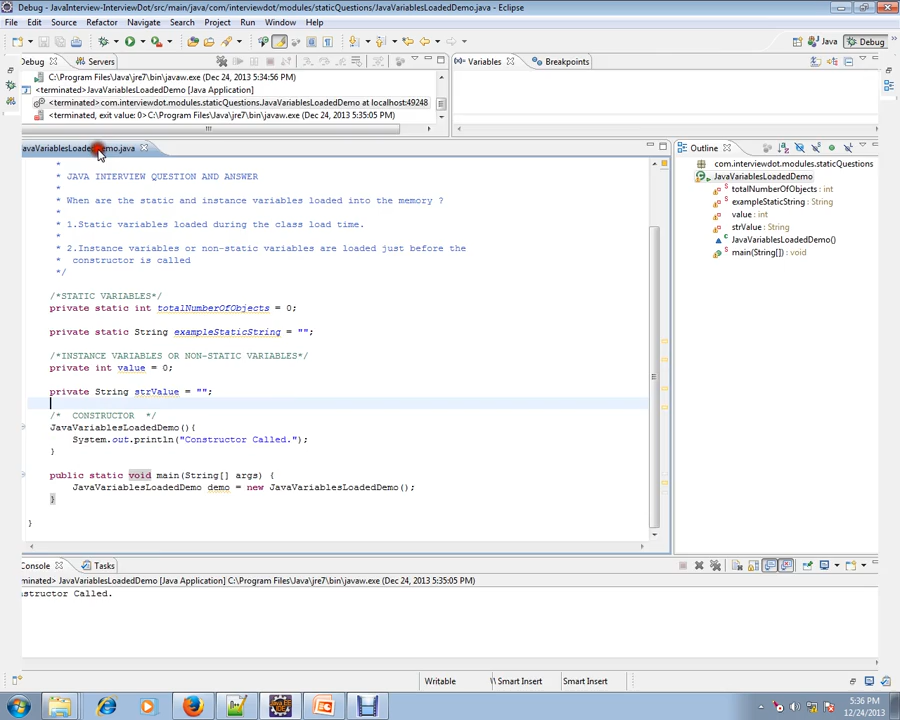 Debug - JavaInterview-InterviewDot/src/main/java/com/interviewdot/modules/staticQuestions/JavaVariablesLoadedDemo.java - Eclipse
File Edit Source Refactor Navigate Search Project Run Window Help
Java Debug
Debug Servers
Variables Breakpoints
C:\Program Files\Java\jre7\bin\javaw.exe (Dec 24, 2013 5:34:56 PM)
<terminated>JavaVariablesLoadedDemo [Java Application]
<terminated>com.interviewdot.modules.staticQuestions.JavaVariablesLoadedDemo at localhost:49248
<terminated, exit value: 0>C:\Program Files\Java\jre7\bin\javaw.exe (Dec 24, 2013 5:35:05 PM)
Outline
* JAVA INTERVIEW QUESTION AND ANSWER
*
* When are the static and instance variables loaded into the memory ?
*
* 1.Static variables loaded during the class load time.
*
* 2.Instance variables or non-static variables are loaded just before the
* constructor is called
*/
/*STATIC VARIABLES*/
private static int totalNumberOfObjects = 0;
private static String exampleStaticString = "";
/*INSTANCE VARIABLES OR NON-STATIC VARIABLES*/
private int value = 0;
private String strValue = "";
/* CONSTRUCTOR */
JavaVariablesLoadedDemo(){
System.out.println("Constructor Called.");
}
public static void main(String[] args) {
JavaVariablesLoadedDemo demo = new JavaVariablesLoadedDemo();
}
}
com.interviewdot.modules.staticQuestions
JavaVariablesLoadedDemo
totalNumberOfObjects : int
exampleStaticString : String
value : int
strValue : String
JavaVariablesLoadedDemo()
main(String[]) : void
Console Tasks
minated> JavaVariablesLoadedDemo [Java Application] C:\Program Files\Java\jre7\bin\javaw.exe (Dec 24, 2013 5:35:05 PM)
structor Called.
Writable Smart Insert Smart Insert
5:36 PM
12/24/2013